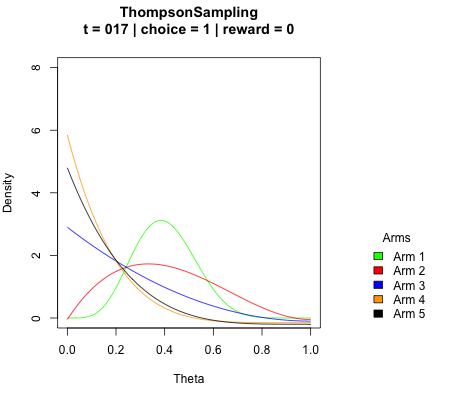 ThompsonSampling
t = 017 | choice = 1 | reward = 0
Density
8
6
4
2
0
0.0 0.2 0.4 0.6 0.8 1.0
Theta
Arms
Arm 1
Arm 2
Arm 3
Arm 4
Arm 5